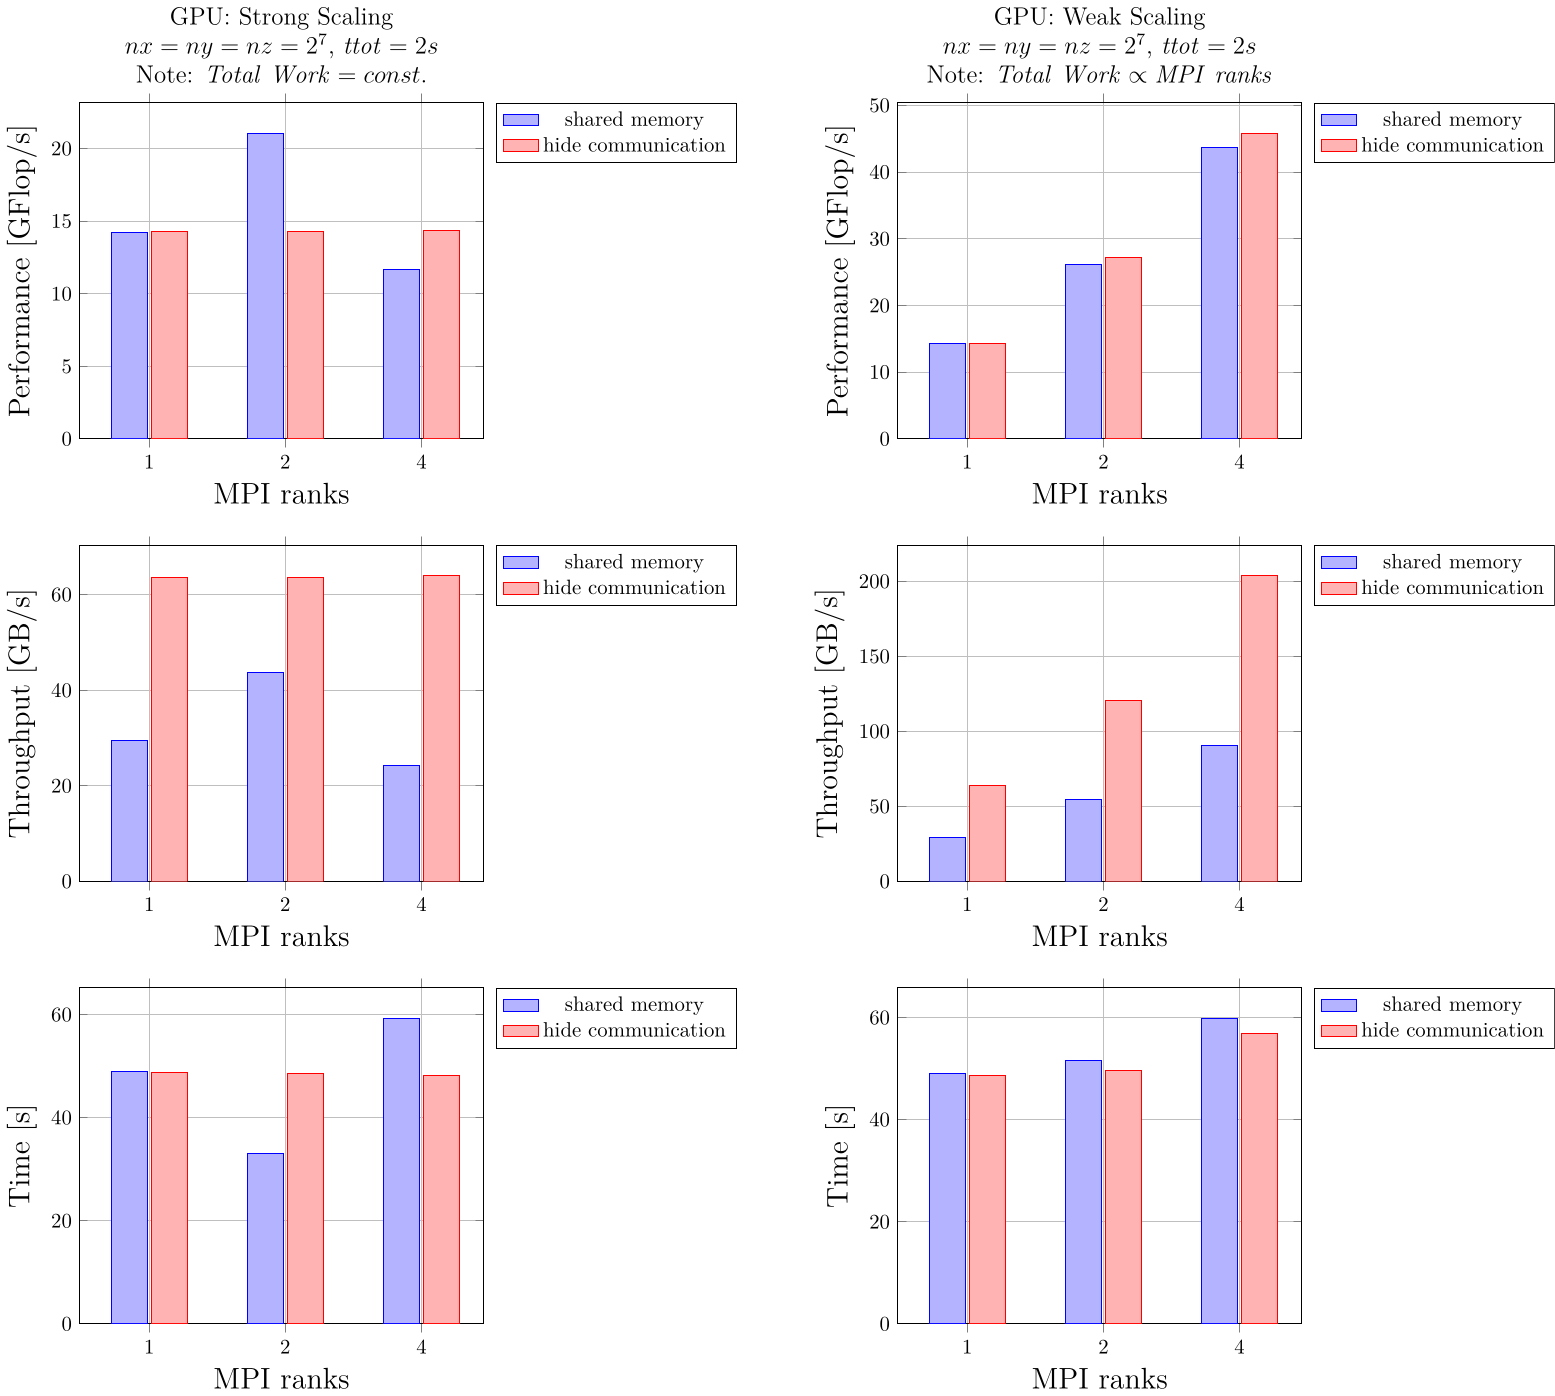 GPU: Strong Scaling
nx = ny = nz = 2⁷, ttot = 2s
Note: Total Work = const.
shared memory
hide communication
Performance [GFlop/s]
20
15
10
5
0
1 2 4
MPI ranks
GPU: Weak Scaling
nx = ny = nz = 2⁷, ttot = 2s
Note: Total Work ∝ MPI ranks
shared memory
hide communication
Performance [GFlop/s]
50
40
30
20
10
0
1 2 4
MPI ranks
shared memory
hide communication
Throughput [GB/s]
60
40
20
0
1 2 4
MPI ranks
shared memory
hide communication
Throughput [GB/s]
200
150
100
50
0
1 2 4
MPI ranks
shared memory
hide communication
Time [s]
60
40
20
0
1 2 4
MPI ranks
shared memory
hide communication
Time [s]
60
40
20
0
1 2 4
MPI ranks